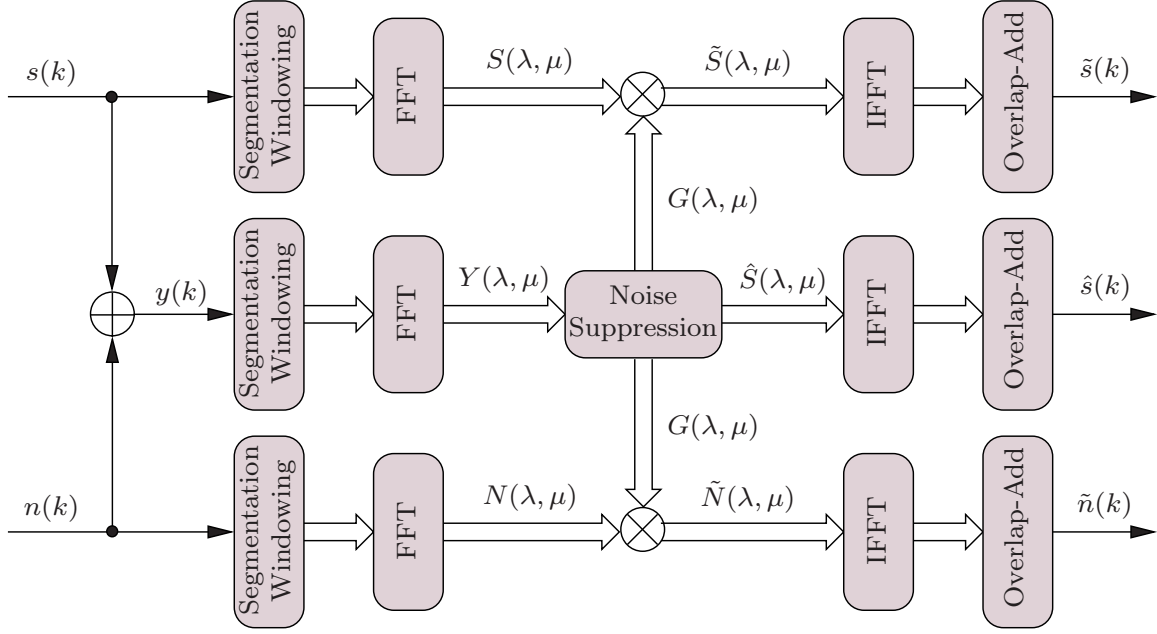 s(k)
Segmentation
Windowing
FFT
S(λ, μ)
S̃(λ, μ)
IFFT
Overlap-Add
s̃(k)
G(λ, μ)
y(k)
Segmentation
Windowing
FFT
Y(λ, μ)
Noise
Suppression
Ŝ(λ, μ)
IFFT
Overlap-Add
ŝ(k)
G(λ, μ)
n(k)
Segmentation
Windowing
FFT
N(λ, μ)
Ñ(λ, μ)
IFFT
Overlap-Add
ñ(k)